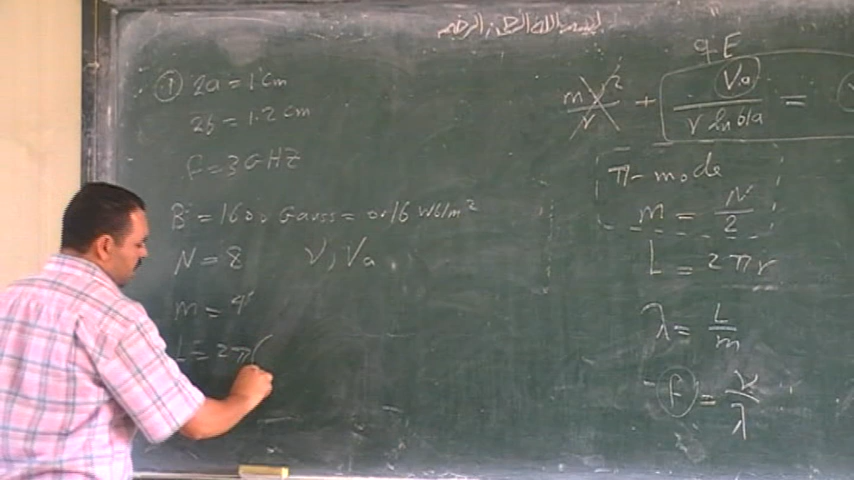 بسم الله الرحمن الرحيم
① 2a = 1 cm
2b = 1.2 cm
F = 3 GHZ
B = 1600 Gauss = 0.16 Wb/m²
N = 8 v, Va
m = 4
L = 2π(
qE
mv²/r + Va/(r ln b/a) =
π-mode
m = N/2
L = 2πr
λ = L/m
f = v/λ